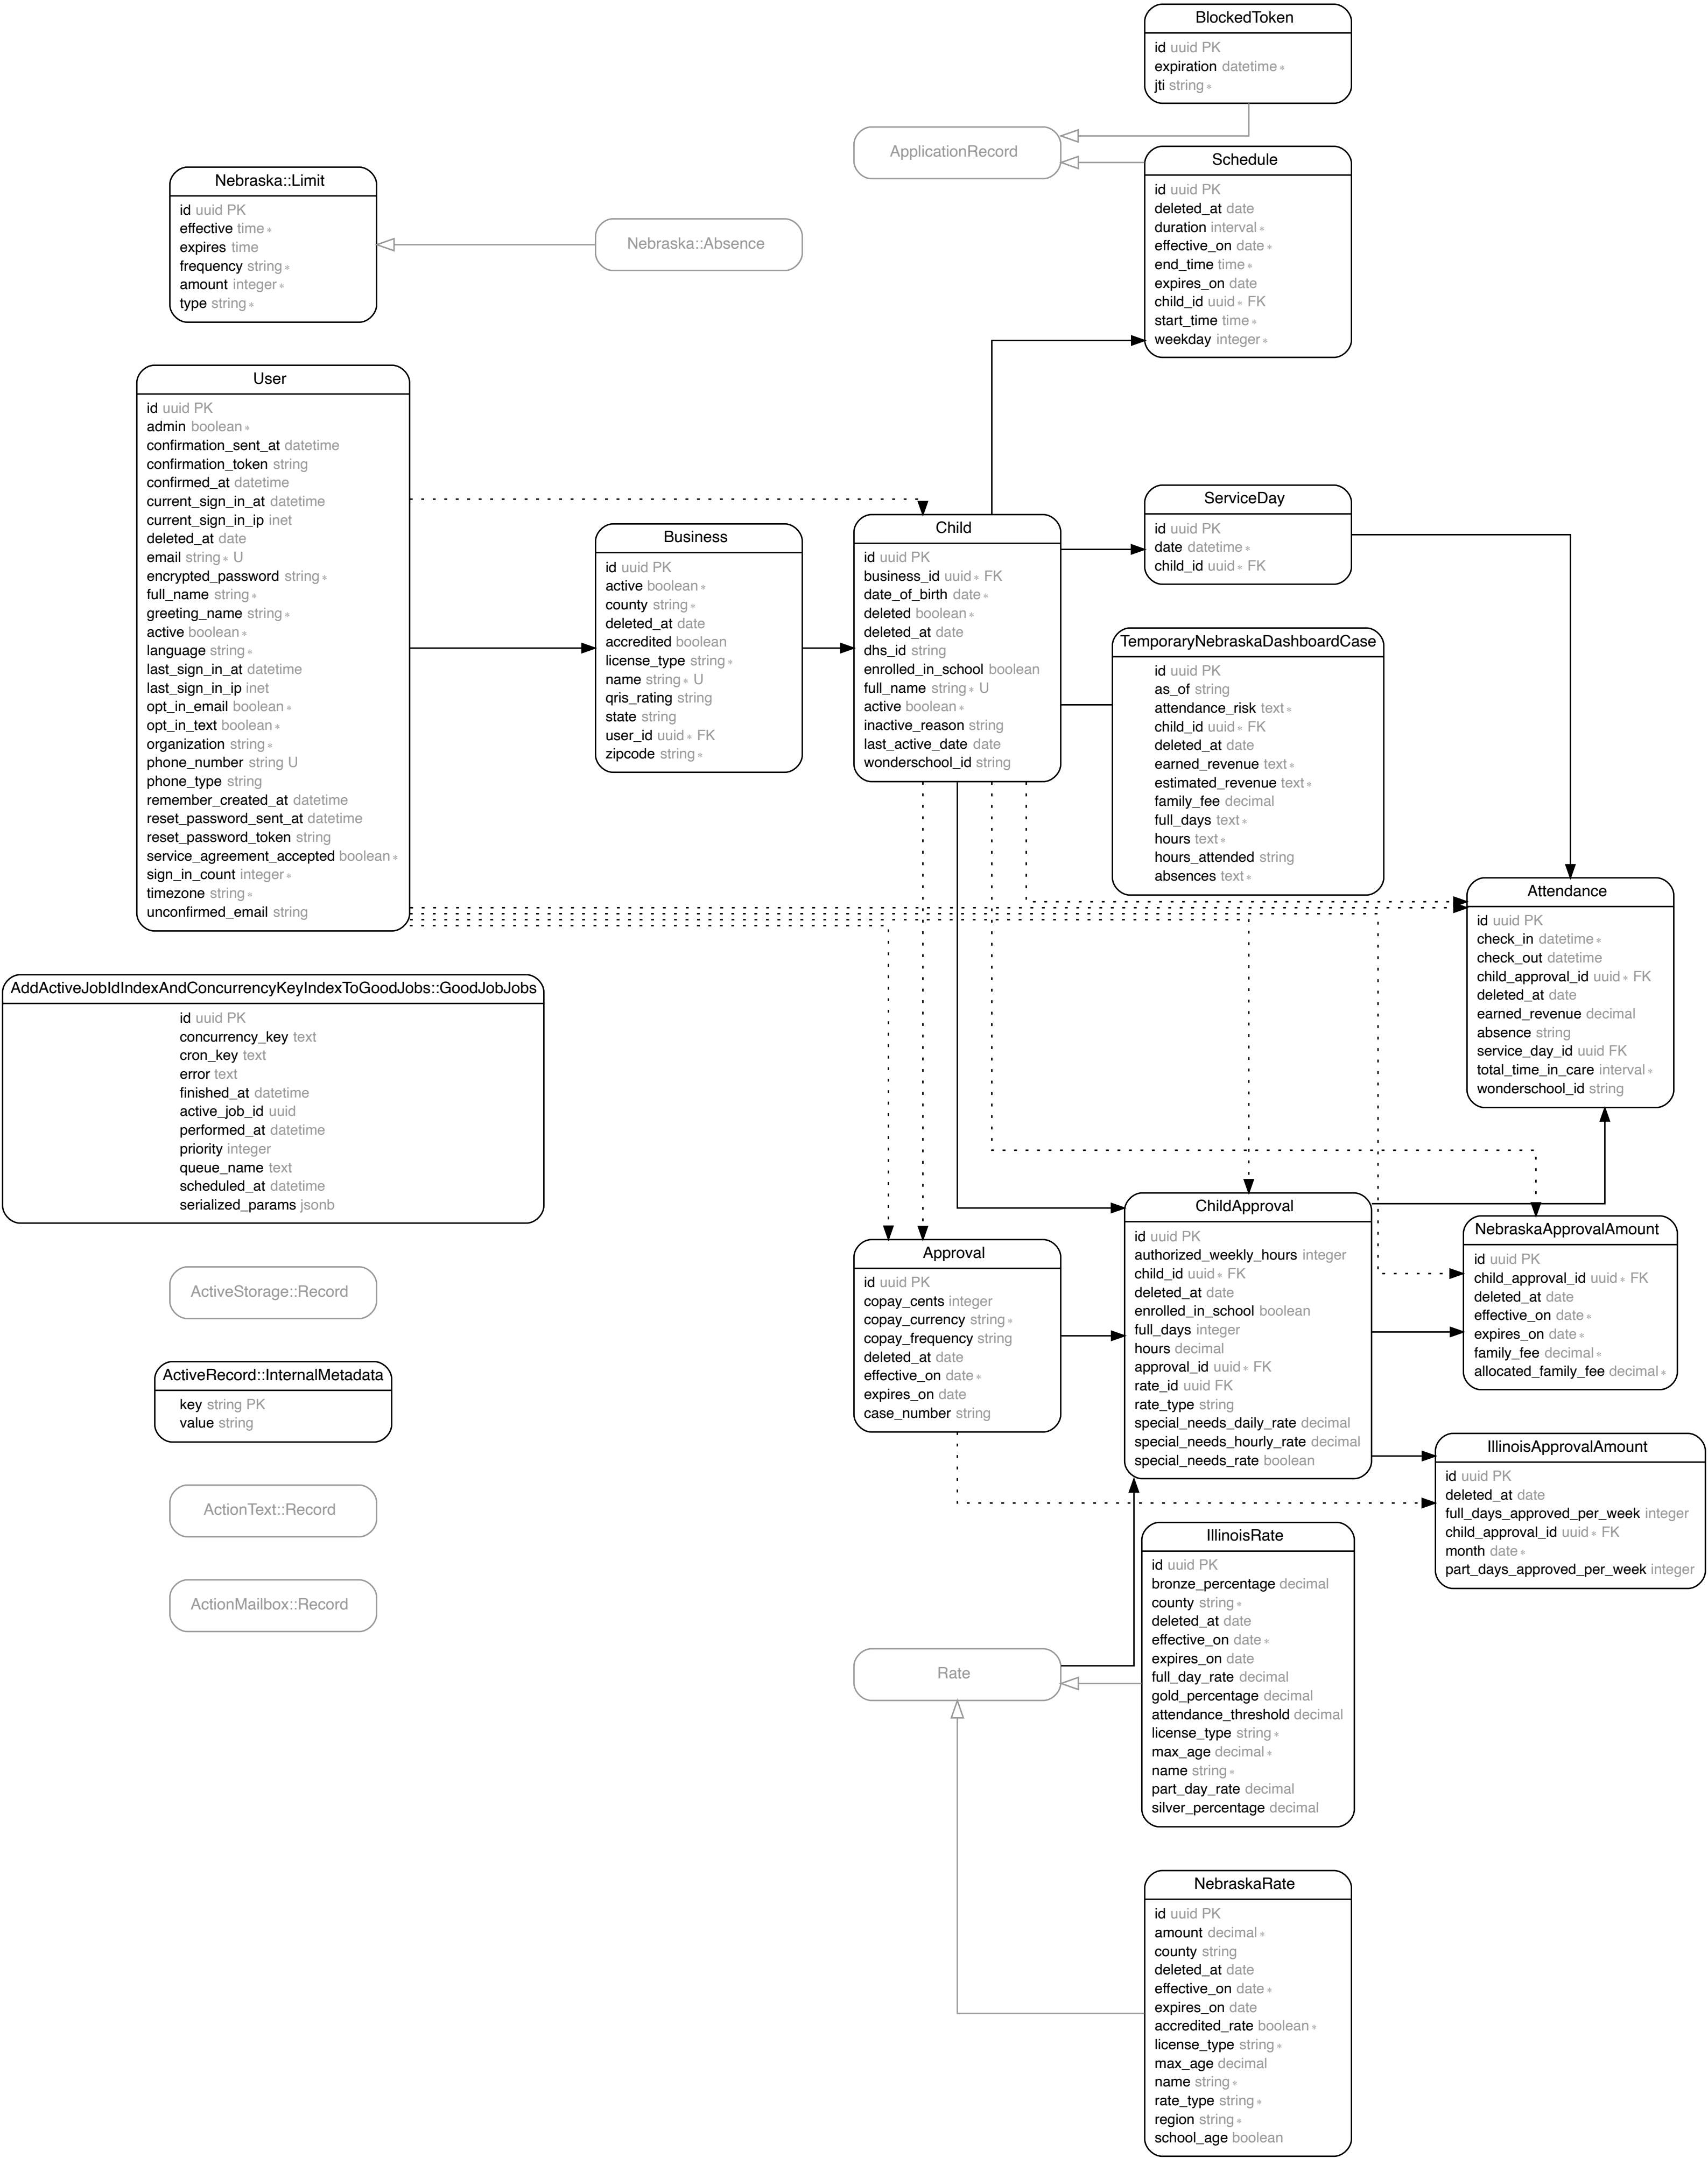 BlockedToken
id uuid PK
expiration datetime ∗
jti string ∗
ApplicationRecord
Schedule
id uuid PK
deleted_at date
duration interval ∗
effective_on date ∗
end_time time ∗
expires_on date
child_id uuid ∗ FK
start_time time ∗
weekday integer ∗
Nebraska::Limit
id uuid PK
effective time ∗
expires time
frequency string ∗
amount integer ∗
type string ∗
Nebraska::Absence
User
id uuid PK
admin boolean ∗
confirmation_sent_at datetime
confirmation_token string
confirmed_at datetime
current_sign_in_at datetime
current_sign_in_ip inet
deleted_at date
email string ∗ U
encrypted_password string ∗
full_name string ∗
greeting_name string ∗
active boolean ∗
language string ∗
last_sign_in_at datetime
last_sign_in_ip inet
opt_in_email boolean ∗
opt_in_text boolean ∗
organization string ∗
phone_number string U
phone_type string
remember_created_at datetime
reset_password_sent_at datetime
reset_password_token string
service_agreement_accepted boolean ∗
sign_in_count integer ∗
timezone string ∗
unconfirmed_email string
Business
id uuid PK
active boolean ∗
county string ∗
deleted_at date
accredited boolean
license_type string ∗
name string ∗ U
qris_rating string
state string
user_id uuid ∗ FK
zipcode string ∗
Child
id uuid PK
business_id uuid ∗ FK
date_of_birth date ∗
deleted boolean ∗
deleted_at date
dhs_id string
enrolled_in_school boolean
full_name string ∗ U
active boolean ∗
inactive_reason string
last_active_date date
wonderschool_id string
ServiceDay
id uuid PK
date datetime ∗
child_id uuid ∗ FK
TemporaryNebraskaDashboardCase
id uuid PK
as_of string
attendance_risk text ∗
child_id uuid ∗ FK
deleted_at date
earned_revenue text ∗
estimated_revenue text ∗
family_fee decimal
full_days text ∗
hours text ∗
hours_attended string
absences text ∗
Attendance
id uuid PK
check_in datetime ∗
check_out datetime
child_approval_id uuid ∗ FK
deleted_at date
earned_revenue decimal
absence string
service_day_id uuid FK
total_time_in_care interval ∗
wonderschool_id string
AddActiveJobIdIndexAndConcurrencyKeyIndexToGoodJobs::GoodJobJobs
id uuid PK
concurrency_key text
cron_key text
error text
finished_at datetime
active_job_id uuid
performed_at datetime
priority integer
queue_name text
scheduled_at datetime
serialized_params jsonb
ActiveStorage::Record
ActiveRecord::InternalMetadata
key string PK
value string
ActionText::Record
ActionMailbox::Record
Approval
id uuid PK
copay_cents integer
copay_currency string ∗
copay_frequency string
deleted_at date
effective_on date ∗
expires_on date
case_number string
ChildApproval
id uuid PK
authorized_weekly_hours integer
child_id uuid ∗ FK
deleted_at date
enrolled_in_school boolean
full_days integer
hours decimal
approval_id uuid ∗ FK
rate_id uuid FK
rate_type string
special_needs_daily_rate decimal
special_needs_hourly_rate decimal
special_needs_rate boolean
NebraskaApprovalAmount
id uuid PK
child_approval_id uuid ∗ FK
deleted_at date
effective_on date ∗
expires_on date ∗
family_fee decimal ∗
allocated_family_fee decimal ∗
IllinoisApprovalAmount
id uuid PK
deleted_at date
full_days_approved_per_week integer
child_approval_id uuid ∗ FK
month date ∗
part_days_approved_per_week integer
IllinoisRate
id uuid PK
bronze_percentage decimal
county string ∗
deleted_at date
effective_on date ∗
expires_on date
full_day_rate decimal
gold_percentage decimal
attendance_threshold decimal
license_type string ∗
max_age decimal ∗
name string ∗
part_day_rate decimal
silver_percentage decimal
Rate
NebraskaRate
id uuid PK
amount decimal ∗
county string
deleted_at date
effective_on date ∗
expires_on date
accredited_rate boolean ∗
license_type string ∗
max_age decimal
name string ∗
rate_type string ∗
region string ∗
school_age boolean